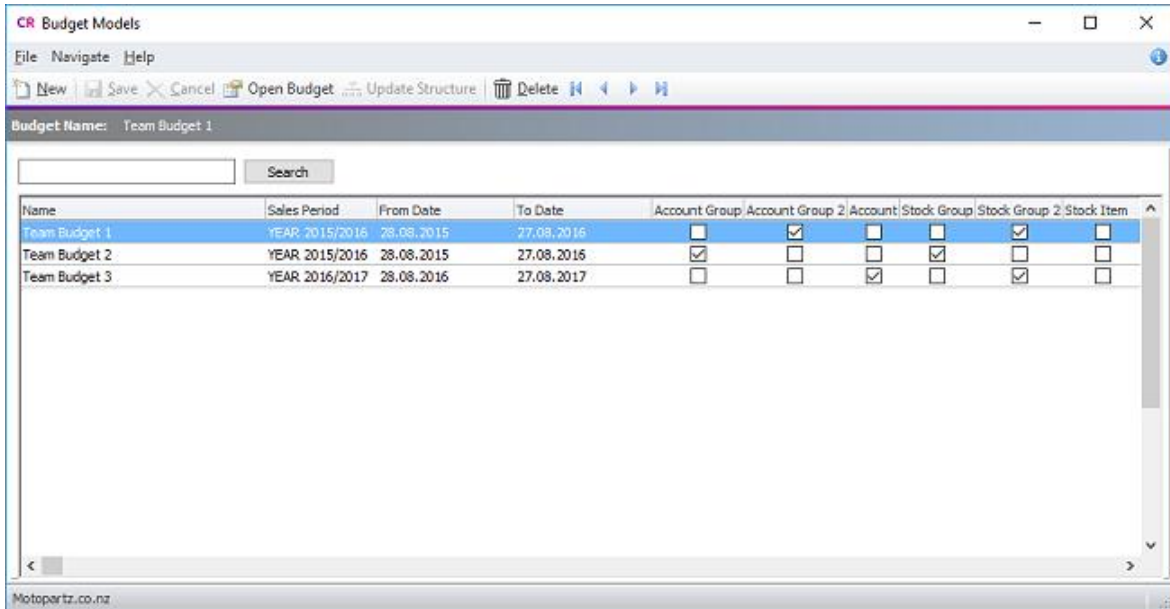 CR Budget Models
File Navigate Help
New Save Cancel Open Budget Update Structure Delete
Budget Name: Team Budget 1
Search
Name Sales Period From Date To Date Account Group Account Group 2 Account Stock Group Stock Group 2 Stock Item
Team Budget 1 YEAR 2015/2016 28.08.2015 27.08.2016
Team Budget 2 YEAR 2015/2016 28.08.2015 27.08.2016
Team Budget 3 YEAR 2016/2017 28.08.2016 27.08.2017
Motopartz.co.nz